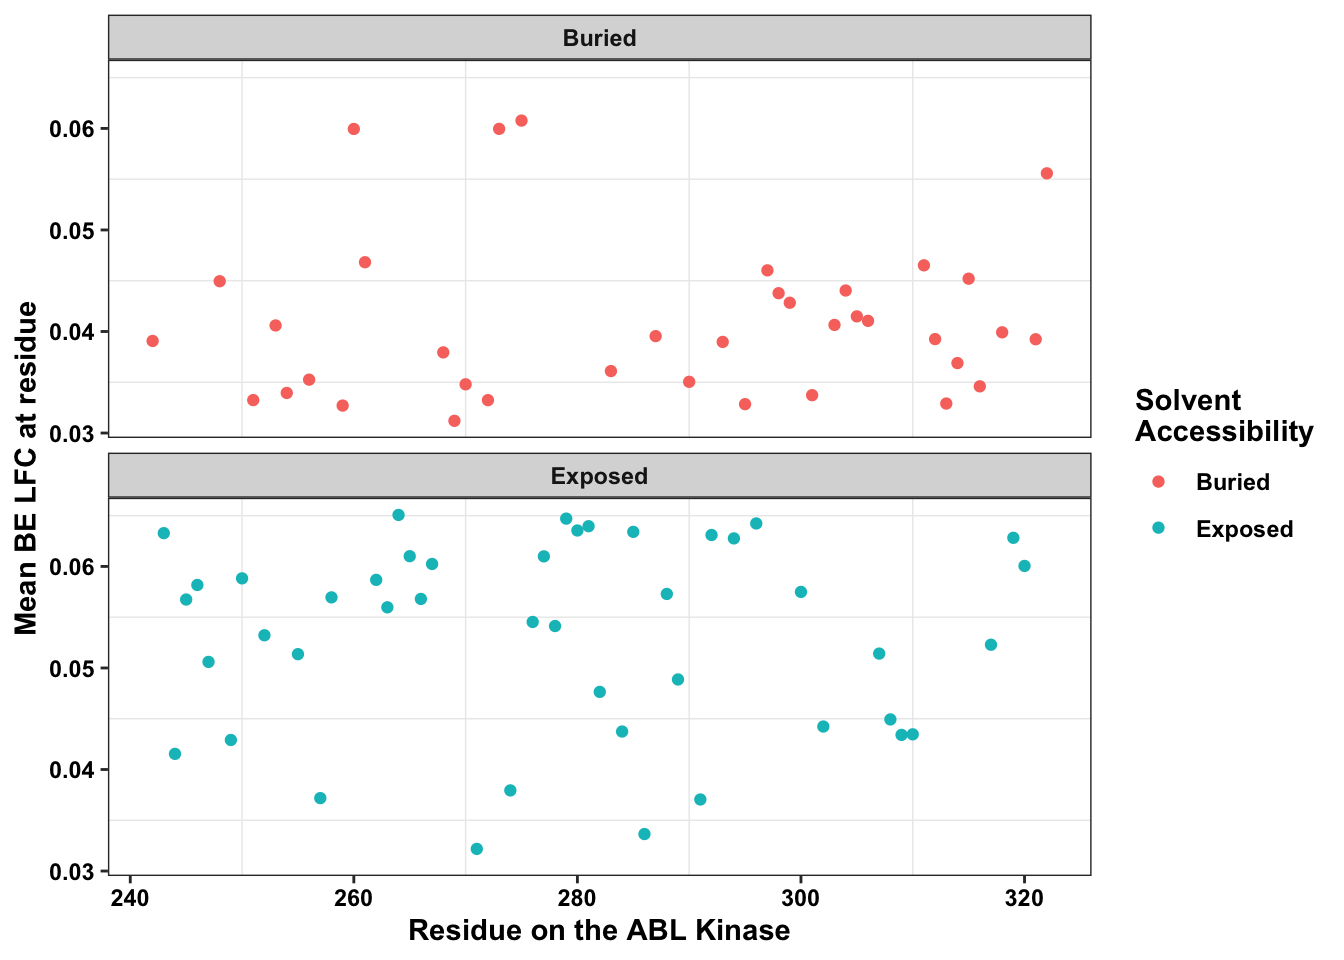 Buried
0.06
0.05
0.04
0.03
Exposed
0.06
0.05
0.04
0.03
240 260 280 300 320
Residue on the ABL Kinase
Mean BE LFC at residue
Solvent
Accessibility
Buried
Exposed